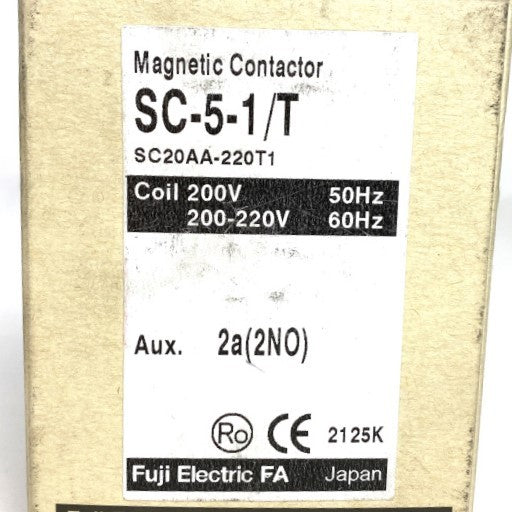 Magnetic Contactor
SC-5-1/T
SC20AA-220T1
Coil 200V 50Hz
200-220V 60Hz
Aux. 2a(2NO)
Ro CE 2125K
Fuji Electric FA Japan